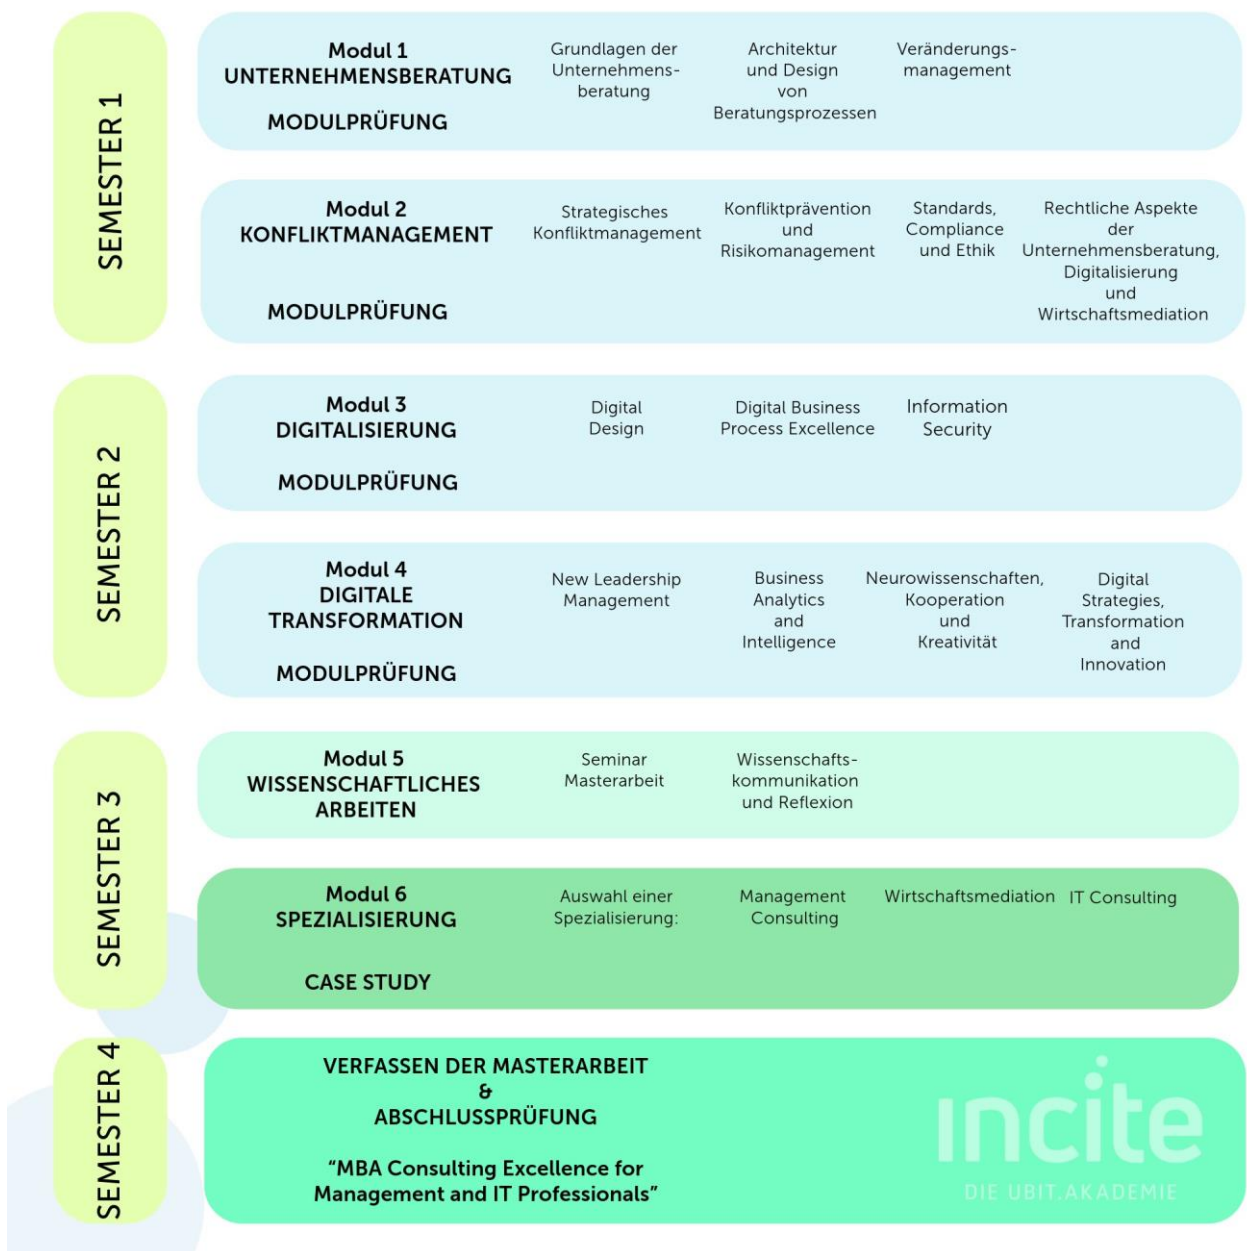 SEMESTER 1
Modul 1
UNTERNEHMENSBERATUNG
MODULPRÜFUNG
Grundlagen der
Unternehmens-
beratung
Architektur
und Design
von
Beratungsprozessen
Veränderungs-
management
Modul 2
KONFLIKTMANAGEMENT
MODULPRÜFUNG
Strategisches
Konfliktmanagement
Konfliktprävention
und
Risikomanagement
Standards,
Compliance
und Ethik
Rechtliche Aspekte
der
Unternehmensberatung,
Digitalisierung
und
Wirtschaftsmediation
SEMESTER 2
Modul 3
DIGITALISIERUNG
MODULPRÜFUNG
Digital
Design
Digital Business
Process Excellence
Information
Security
Modul 4
DIGITALE
TRANSFORMATION
MODULPRÜFUNG
New Leadership
Management
Business
Analytics
and
Intelligence
Neurowissenschaften,
Kooperation
und
Kreativität
Digital
Strategies,
Transformation
and
Innovation
SEMESTER 3
Modul 5
WISSENSCHAFTLICHES
ARBEITEN
Seminar
Masterarbeit
Wissenschafts-
kommunikation
und Reflexion
Modul 6
SPEZIALISIERUNG
CASE STUDY
Auswahl einer
Spezialisierung:
Management
Consulting
Wirtschaftsmediation
IT Consulting
SEMESTER 4
VERFASSEN DER MASTERARBEIT
&
ABSCHLUSSPRÜFUNG
“MBA Consulting Excellence for
Management and IT Professionals”
incite
DIE UBIT.AKADEMIE